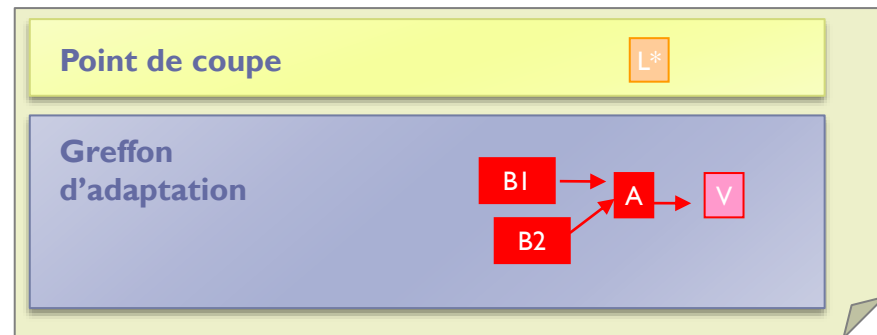 Point de coupe
L*
Greffon
d'adaptation
B1
A
V
B2